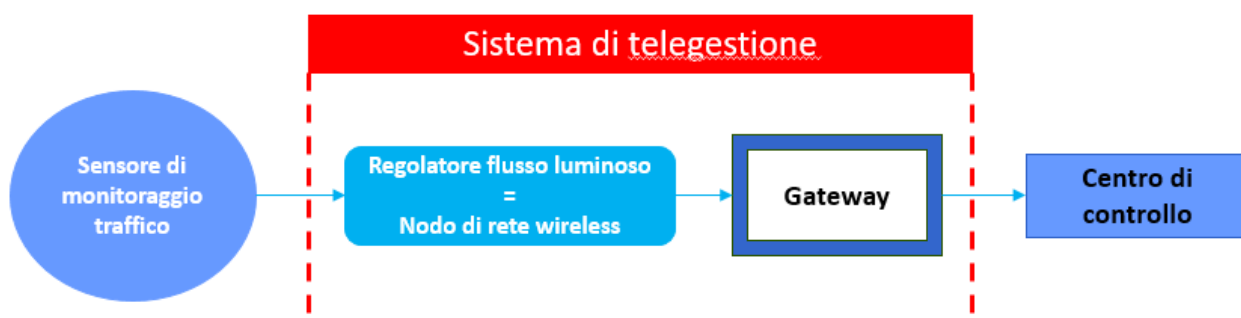 Sistema di telegestione
Sensore di
monitoraggio
traffico
Regolatore flusso luminoso
=
Nodo di rete wireless
Gateway
Centro di
controllo